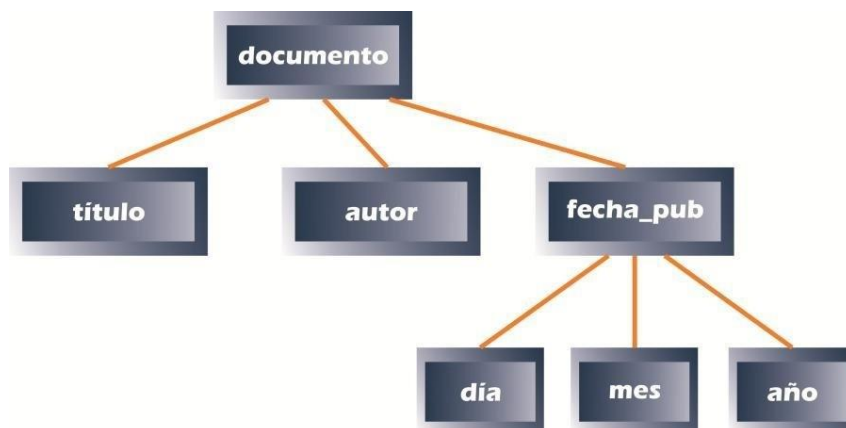 documento
título
autor
fecha_pub
día
mes
año